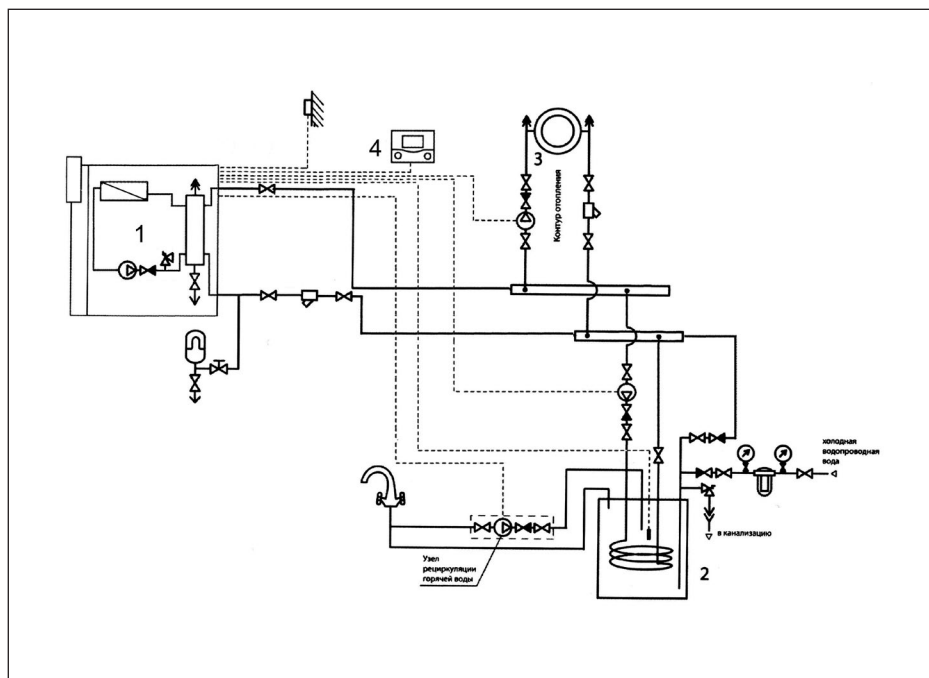 4
3
1
Контур отопления
холодная
водопроводная
вода
в канализацию
Узел
рециркуляции
горячей воды
2